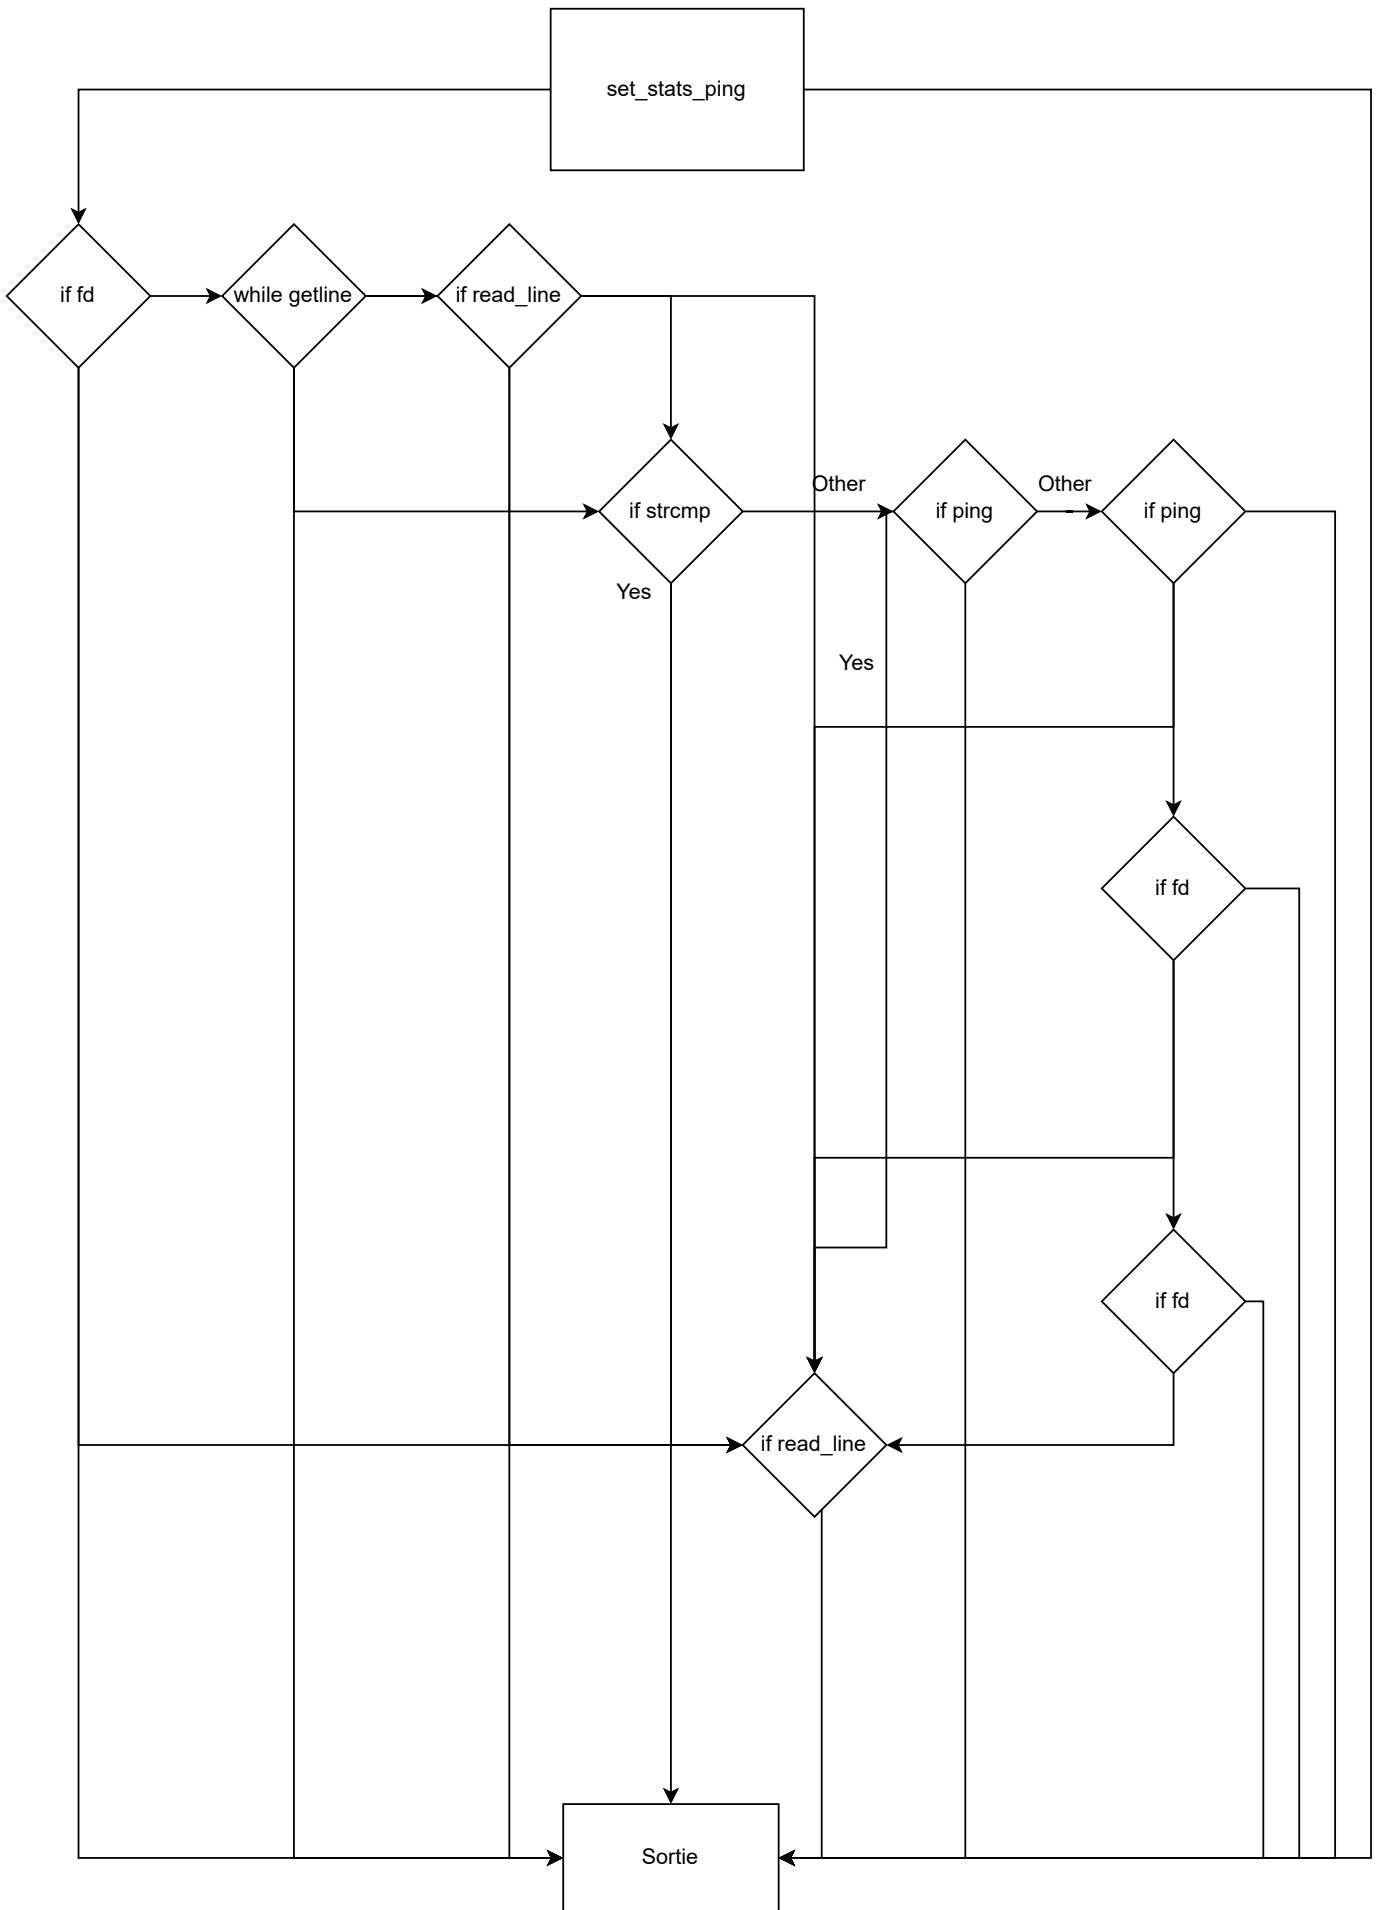 set_stats_ping
if fd
while getline
if read_line
Other
Other
if strcmp
if ping
if ping
Yes
Yes
if fd
if fd
if read_line
Sortie